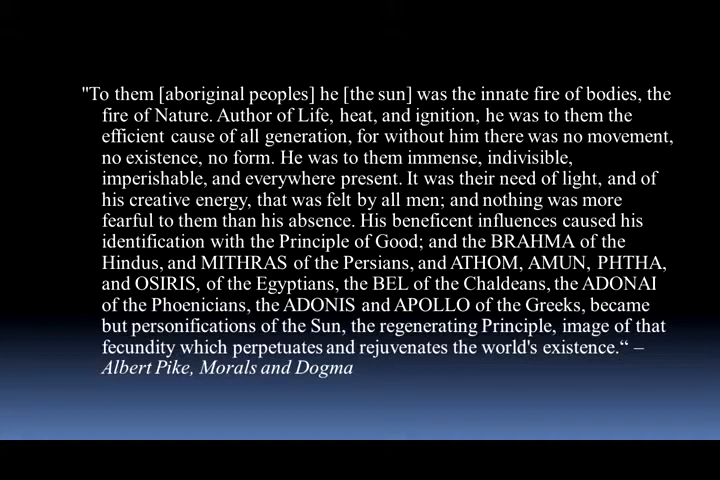 "To them [aboriginal peoples] he [the sun] was the innate fire of bodies, the
fire of Nature. Author of Life, heat, and ignition, he was to them the
efficient cause of all generation, for without him there was no movement,
no existence, no form. He was to them immense, indivisible,
imperishable, and everywhere present. It was their need of light, and of
his creative energy, that was felt by all men; and nothing was more
fearful to them than his absence. His beneficent influences caused his
identification with the Principle of Good; and the BRAHMA of the
Hindus, and MITHRAS of the Persians, and ATHOM, AMUN, PHTHA,
and OSIRIS, of the Egyptians, the BEL of the Chaldeans, the ADONAI
of the Phoenicians, the ADONIS and APOLLO of the Greeks, became
but personifications of the Sun, the regenerating Principle, image of that
fecundity which perpetuates and rejuvenates the world's existence.“ –
Albert Pike, Morals and Dogma